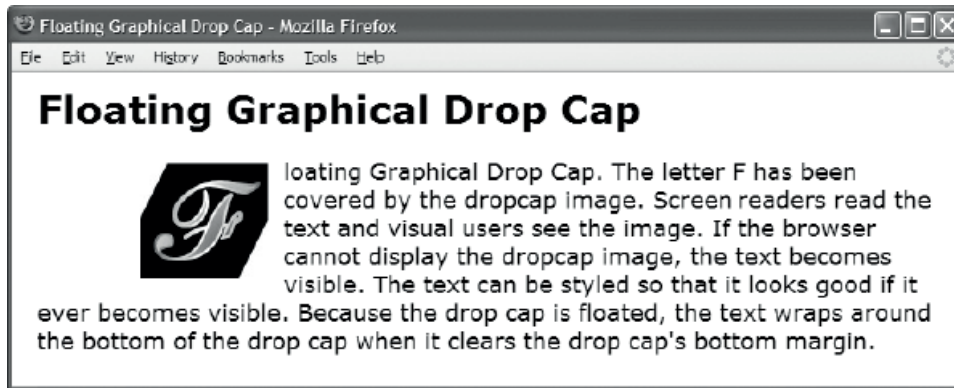 Floating Graphical Drop Cap - Mozilla Firefox
File Edit View History Bookmarks Tools Help
Floating Graphical Drop Cap
F
loating Graphical Drop Cap. The letter F has been
covered by the dropcap image. Screen readers read the
text and visual users see the image. If the browser
cannot display the dropcap image, the text becomes
visible. The text can be styled so that it looks good if it
ever becomes visible. Because the drop cap is floated, the text wraps around
the bottom of the drop cap when it clears the drop cap's bottom margin.